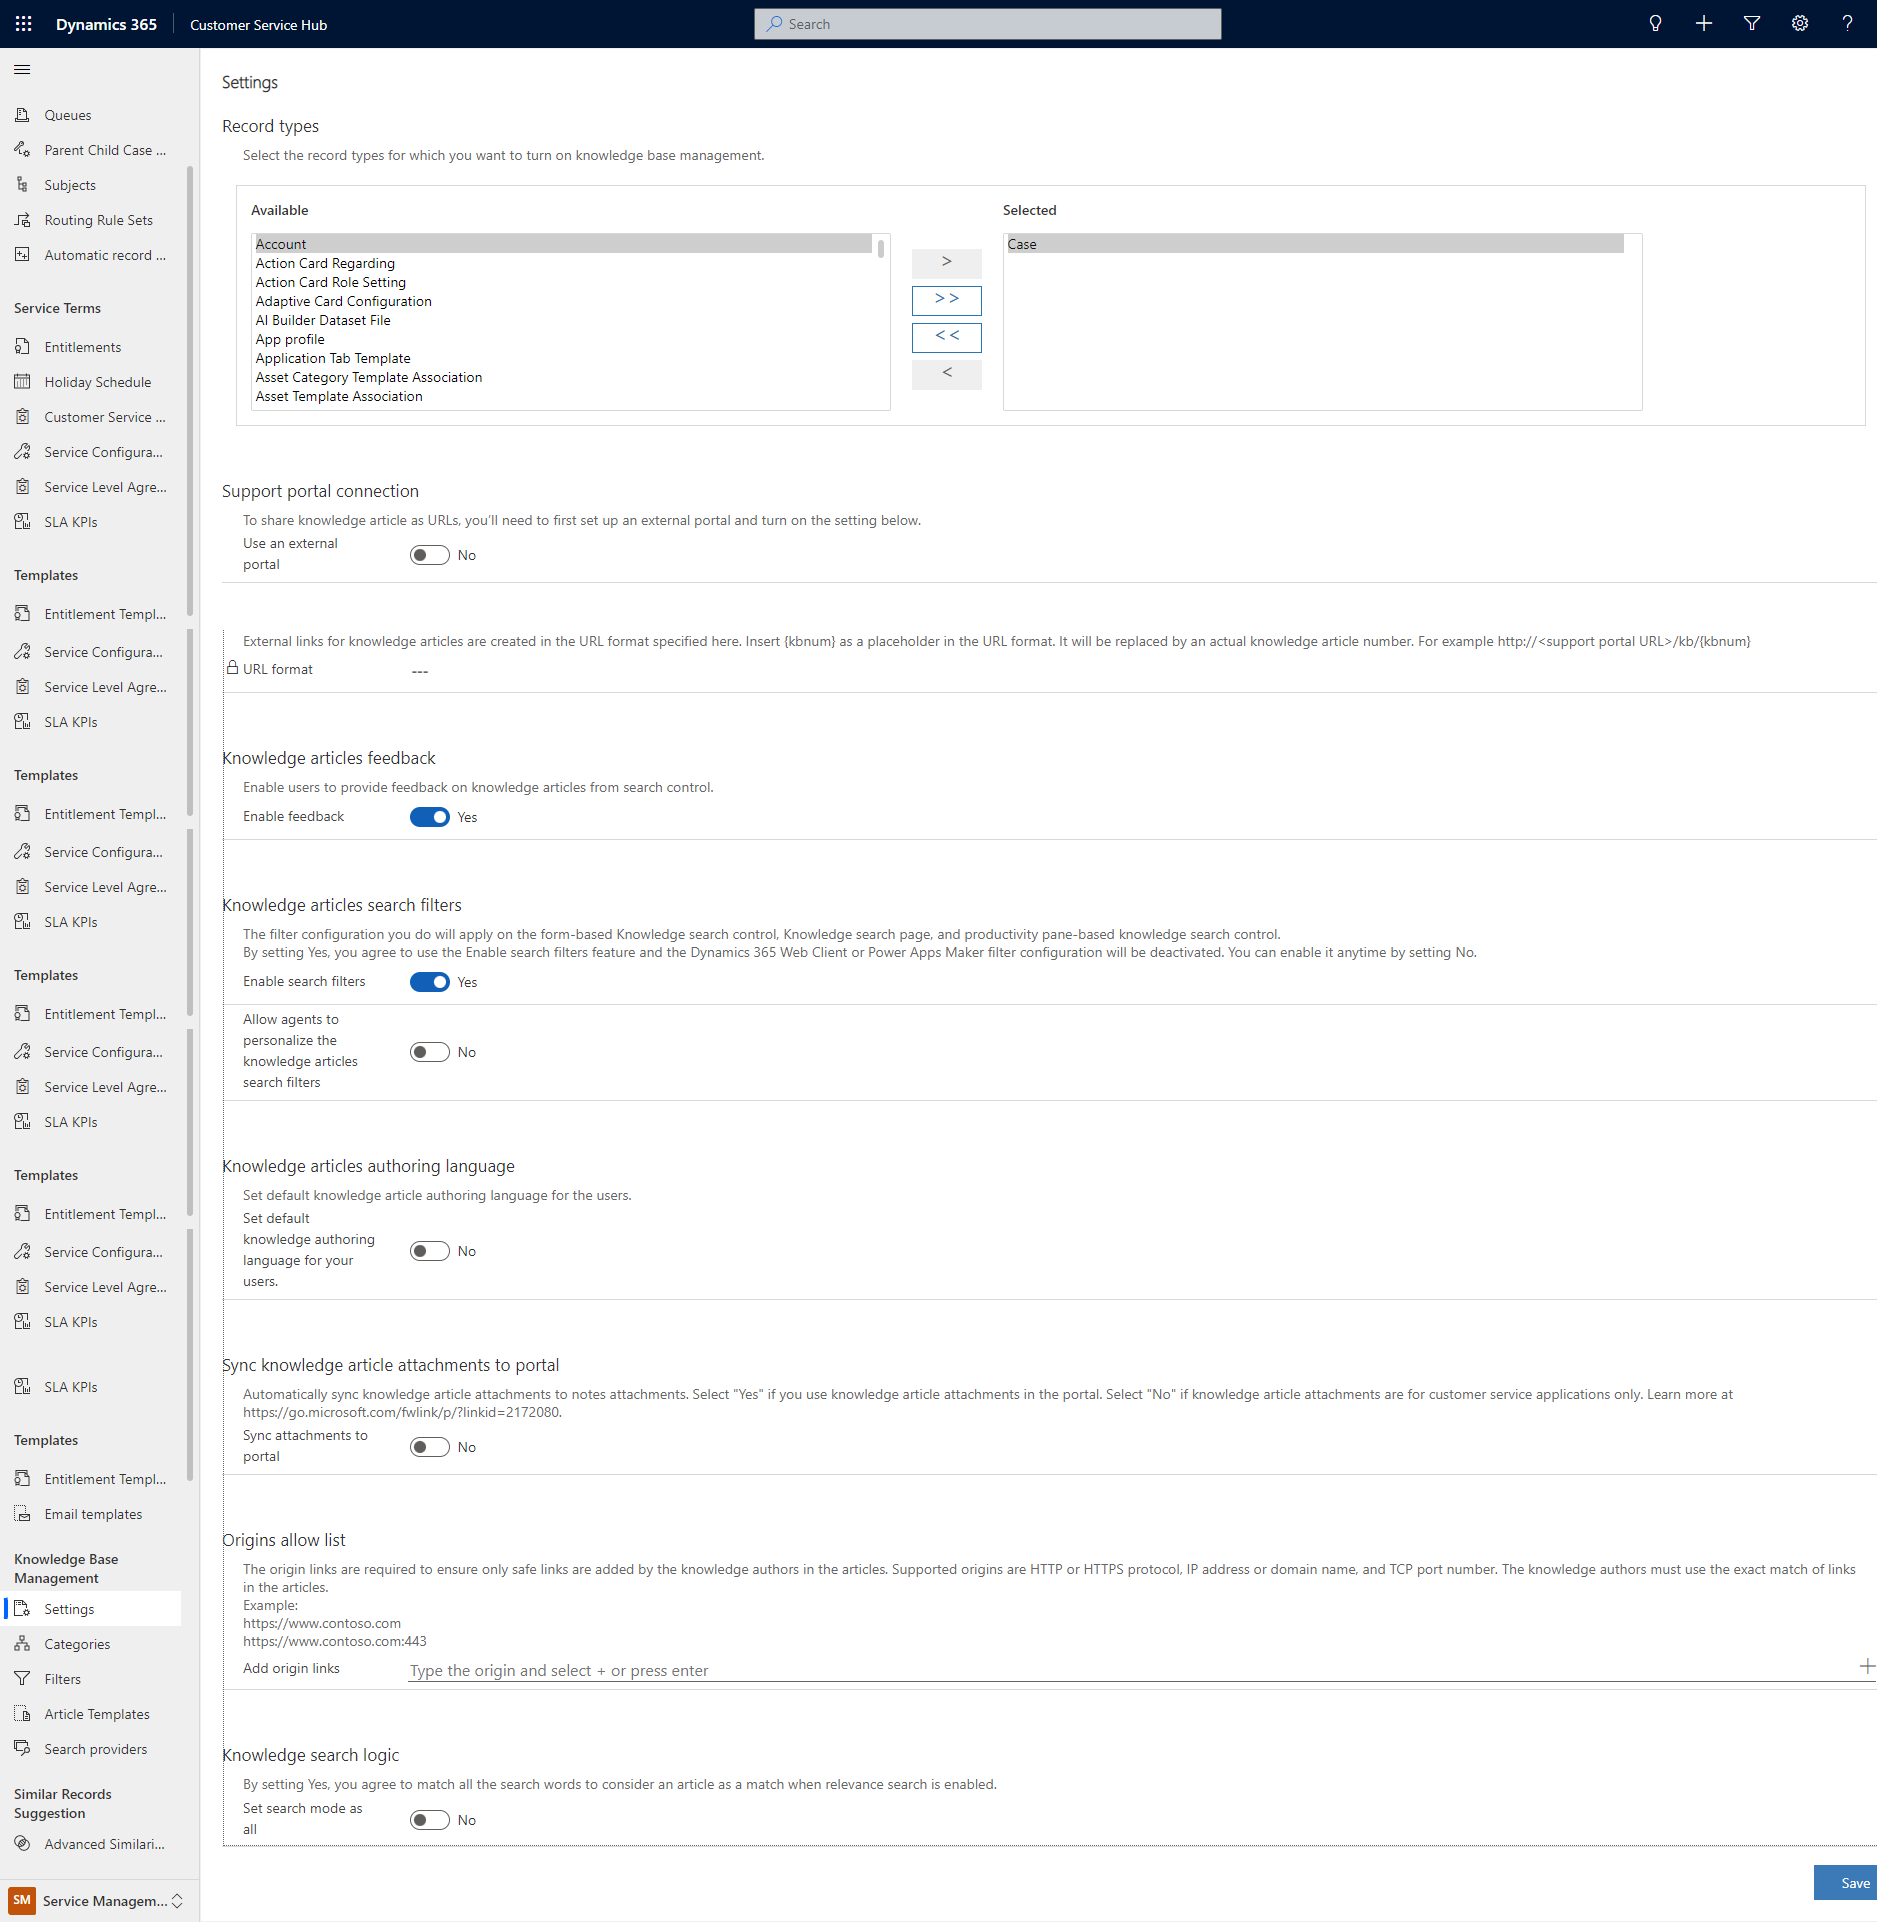 Dynamics 365
Customer Service Hub
Search
?
Queues
Parent Child Case ...
Subjects
Routing Rule Sets
Automatic record ...
Service Terms
Entitlements
Holiday Schedule
Customer Service ...
Service Configura...
Service Level Agre...
SLA KPIs
Templates
Entitlement Templ...
Service Configura...
Service Level Agre...
SLA KPIs
Templates
Entitlement Templ...
Service Configura...
Service Level Agre...
SLA KPIs
Templates
Entitlement Templ...
Service Configura...
Service Level Agre...
SLA KPIs
Templates
Entitlement Templ...
Service Configura...
Service Level Agre...
SLA KPIs
SLA KPIs
Templates
Entitlement Templ...
Email templates
Knowledge Base
Management
Settings
Categories
Filters
Article Templates
Search providers
Similar Records
Suggestion
Advanced Similari...
SM
Service Managem...
Settings
Record types
Select the record types for which you want to turn on knowledge base management.
Available
Account
Action Card Regarding
Action Card Role Setting
Adaptive Card Configuration
AI Builder Dataset File
App profile
Application Tab Template
Asset Category Template Association
Asset Template Association
>
>>
<<
<
Selected
Case
Support portal connection
To share knowledge article as URLs, you'll need to first set up an external portal and turn on the setting below.
Use an external
portal
No
External links for knowledge articles are created in the URL format specified here. Insert {kbnum} as a placeholder in the URL format. It will be replaced by an actual knowledge article number. For example http://<support portal URL>/kb/{kbnum}
URL format
---
Knowledge articles feedback
Enable users to provide feedback on knowledge articles from search control.
Enable feedback
Yes
Knowledge articles search filters
The filter configuration you do will apply on the form-based Knowledge search control, Knowledge search page, and productivity pane-based knowledge search control.
By setting Yes, you agree to use the Enable search filters feature and the Dynamics 365 Web Client or Power Apps Maker filter configuration will be deactivated. You can enable it anytime by setting No.
Enable search filters
Yes
Allow agents to
personalize the
knowledge articles
search filters
No
Knowledge articles authoring language
Set default knowledge article authoring language for the users.
Set default
knowledge authoring
language for your
users.
No
Sync knowledge article attachments to portal
Automatically sync knowledge article attachments to notes attachments. Select "Yes" if you use knowledge article attachments in the portal. Select "No" if knowledge article attachments are for customer service applications only. Learn more at
https://go.microsoft.com/fwlink/p/?linkid=2172080.
Sync attachments to
portal
No
Origins allow list
The origin links are required to ensure only safe links are added by the knowledge authors in the articles. Supported origins are HTTP or HTTPS protocol, IP address or domain name, and TCP port number. The knowledge authors must use the exact match of links
in the articles.
Example:
https://www.contoso.com
https://www.contoso.com:443
Add origin links
Type the origin and select + or press enter
Knowledge search logic
By setting Yes, you agree to match all the search words to consider an article as a match when relevance search is enabled.
Set search mode as
all
No
Save